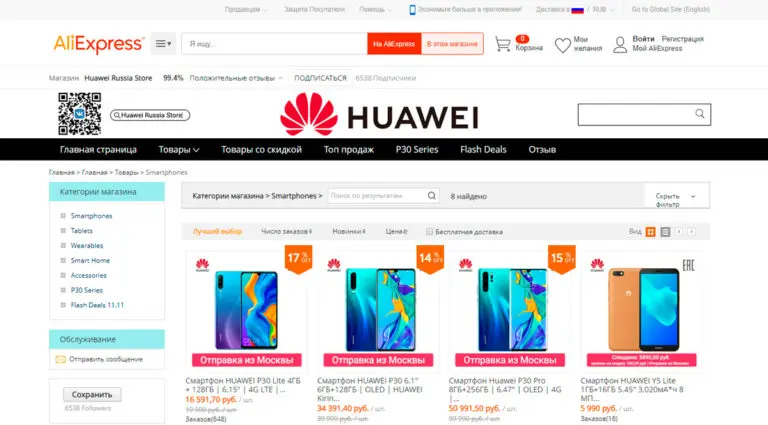 Продавцам
Защита Покупателя
Помощь
Экономьте больше в приложении!
Доставка в / RUB
Go to Global Site (English)
AliExpress
Я ищу...
На AliExpress
В этом магазине
0
Корзина
Мои желания
Войти Регистрация
Мой AliExpress
Магазин Huawei Russia Store 99.4% Положительные отзывы ПОДПИСАТЬСЯ 6538 Подписчики
Huawei Russia Store
HUAWEI
Главная страница Товары Товары со скидкой Топ продаж P30 Series Flash Deals Отзыв
Главная > Главная > Товары > Smartphones
Категории магазина
Smartphones
Tablets
Wearables
Smart Home
Accessories
P30 Series
Flash Deals 11.11
Обслуживание
Отправить сообщение
Сохранить
6538 Followers
Категории магазина > Smartphones >
Поиск по результатам.
8 найдено
Скрыть
фильтр
Лучший выбор Число заказов Новинки Цена Бесплатная доставка
Вид
17 % OFF
HUAWEI
Отправка из Москвы
Смартфон HUAWEI P30 Lite 4ГБ
+ 128ГБ | 6,15" | 4G LTE |...
16 591,70 руб. / шт.
19 990 руб. / шт.
Заказов(648)
14 % OFF
HUAWEI
Отправка из Москвы
Смартфон HUAWEI P30 6.1"
6ГБ+128ГБ | OLED | HUAWEI
Kirin...
34 391,40 руб. / шт.
39 990 руб. / шт.
15 % OFF
HUAWEI
Отправка из Москвы
Смартфон Huawei P30 Pro
8ГБ+256ГБ | 6,47" | OLED | 4G
|...
50 991,50 руб. / шт.
59 990 руб. / шт.
HUAWEI
EAC
Смартфон HUAWEI Y5 Lite
1ГБ+16ГБ 5.45" 3,020мА*ч 8
МП...
5 990 руб. / шт.
Заказов(16)